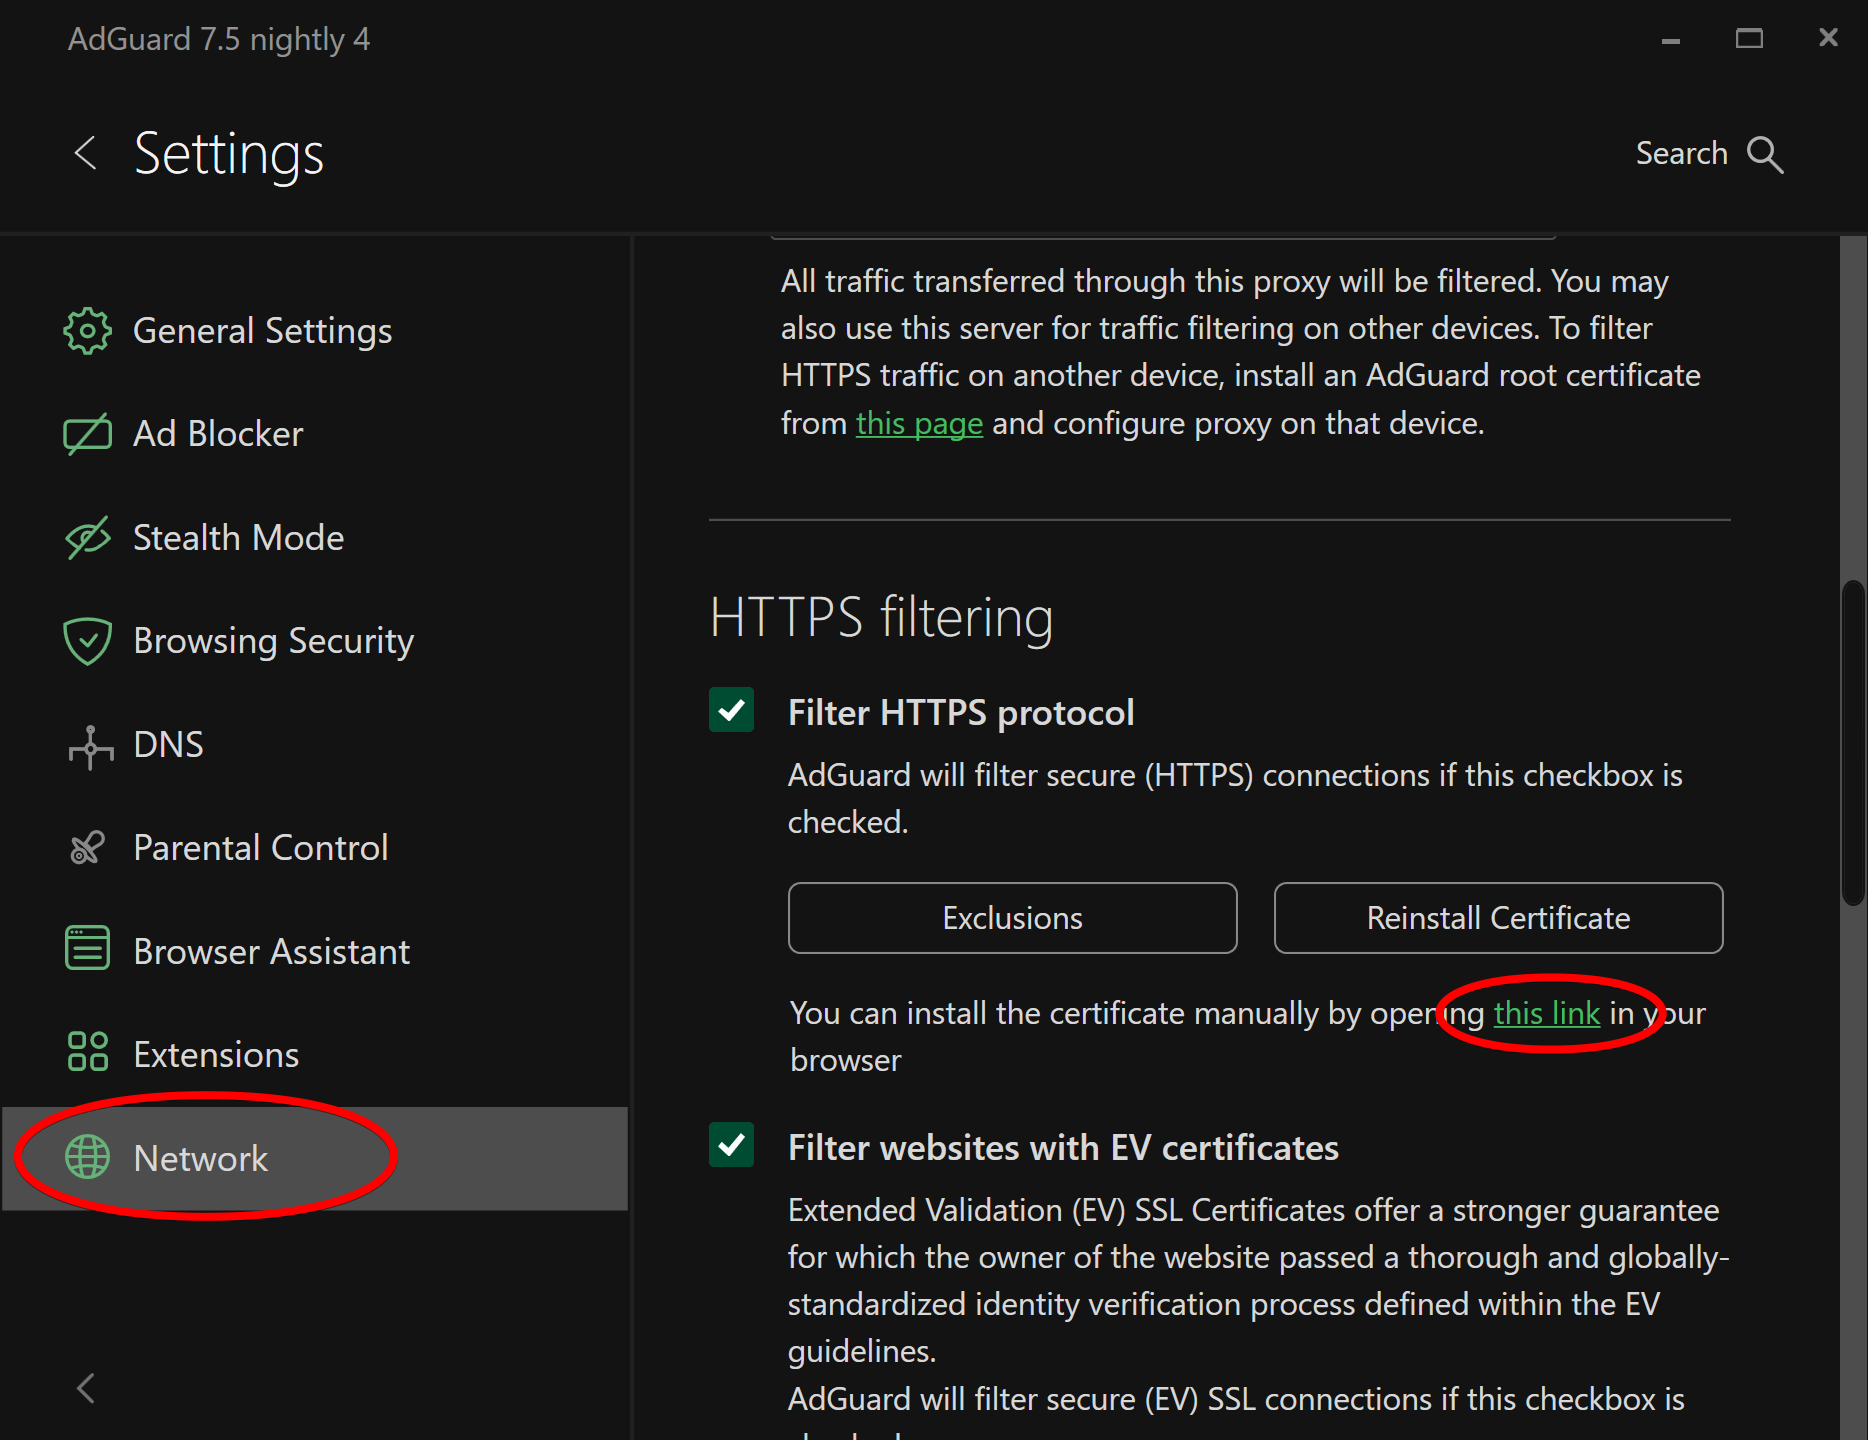 AdGuard 7.5 nightly 4
Settings
Search
General Settings
Ad Blocker
Stealth Mode
Browsing Security
DNS
Parental Control
Browser Assistant
Extensions
Network
All traffic transferred through this proxy will be filtered. You may
also use this server for traffic filtering on other devices. To filter
HTTPS traffic on another device, install an AdGuard root certificate
from this page and configure proxy on that device.
HTTPS filtering
Filter HTTPS protocol
AdGuard will filter secure (HTTPS) connections if this checkbox is
checked.
Exclusions
Reinstall Certificate
You can install the certificate manually by opening this link in your
browser
Filter websites with EV certificates
Extended Validation (EV) SSL Certificates offer a stronger guarantee
for which the owner of the website passed a thorough and globally-
standardized identity verification process defined within the EV
guidelines.
AdGuard will filter secure (EV) SSL connections if this checkbox is